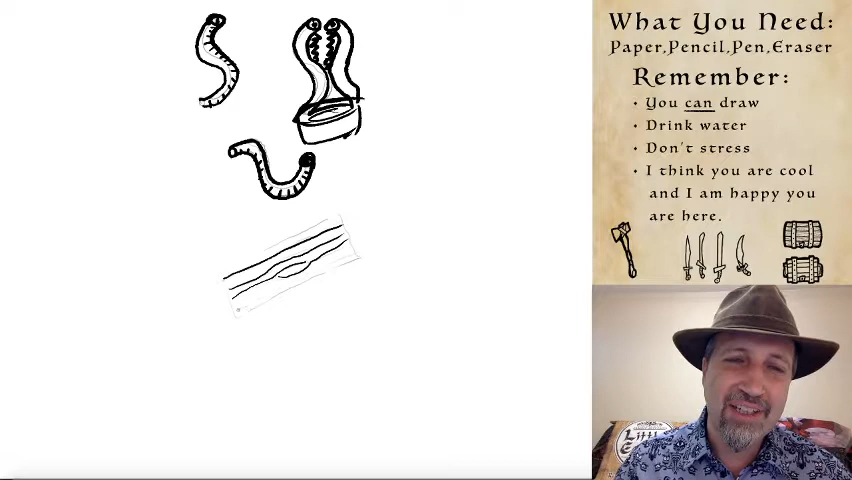 What You Need:
Paper,Pencil,Pen,Eraser
Remember:
• You can draw
• Drink water
• Don't stress
• I think you are cool
and I am happy you
are here.